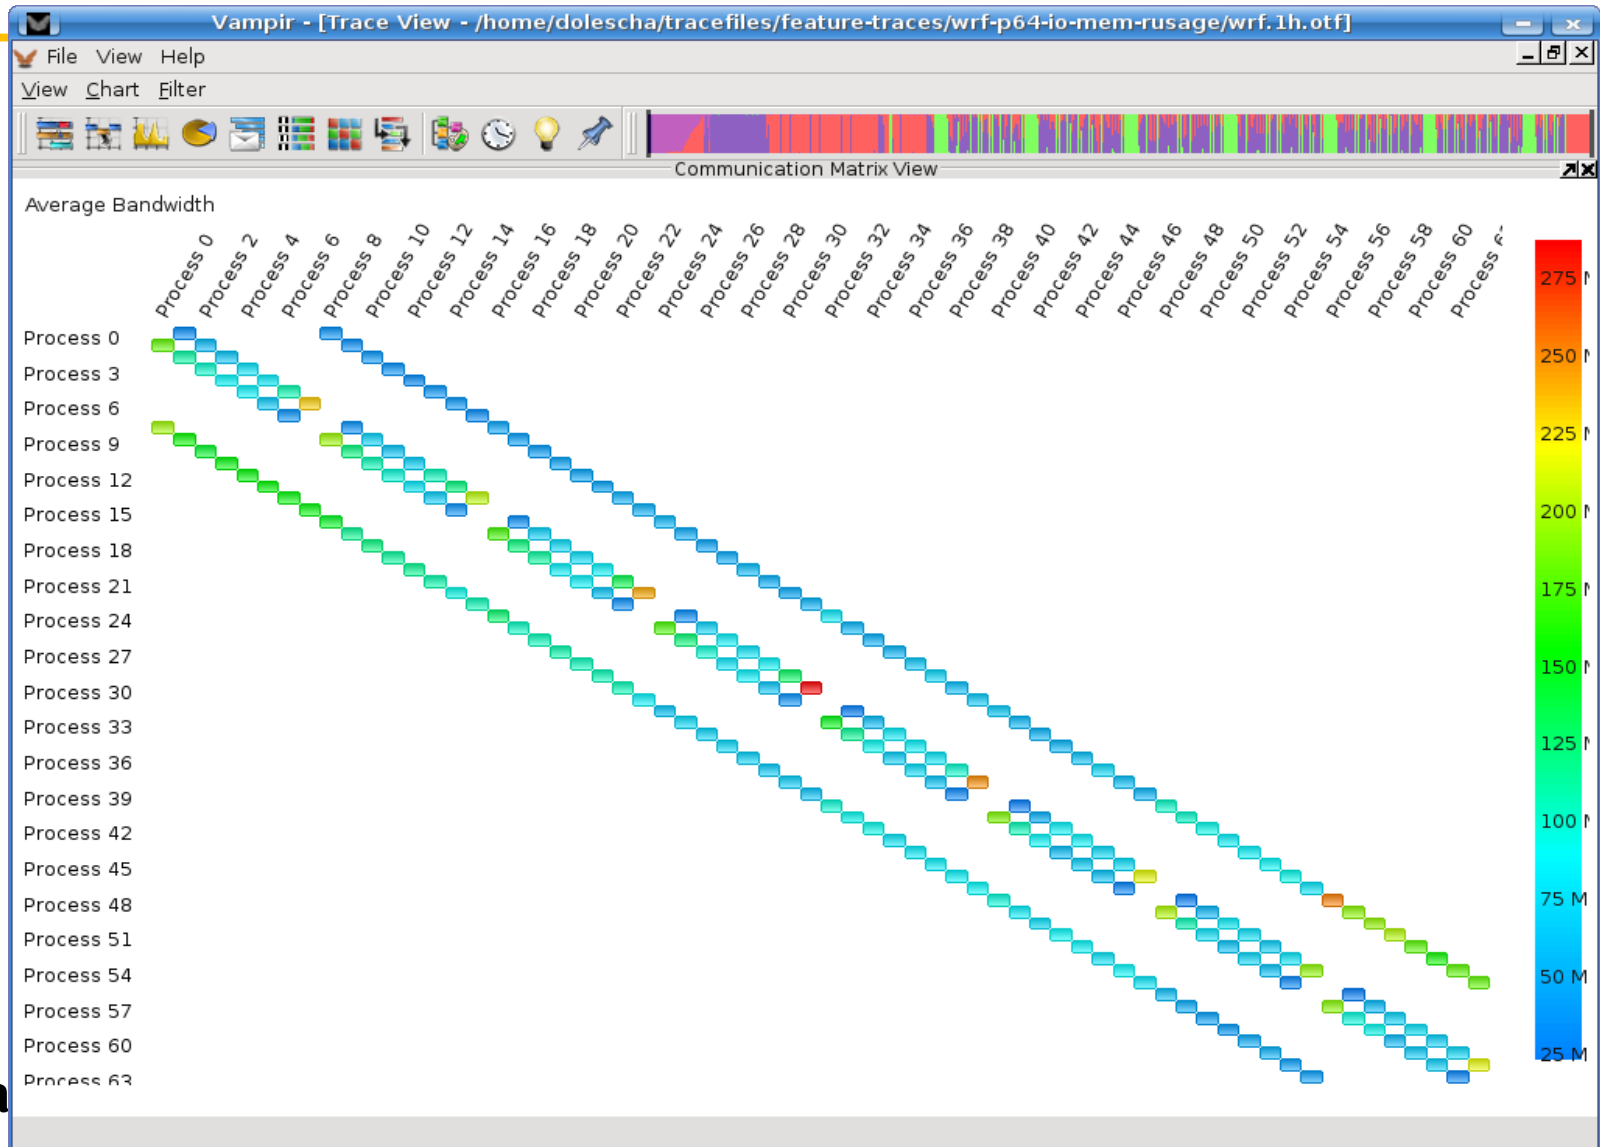 Vampir - [Trace View - /home/dolescha/tracefiles/feature-traces/wrf-p64-io-mem-rusage/wrf.1h.otf]
File View Help
View Chart Filter
Communication Matrix View
Average Bandwidth
Process 0
Process 2
Process 4
Process 6
Process 8
Process 10
Process 12
Process 14
Process 16
Process 18
Process 20
Process 22
Process 24
Process 26
Process 28
Process 30
Process 32
Process 34
Process 36
Process 38
Process 40
Process 42
Process 44
Process 46
Process 48
Process 50
Process 52
Process 54
Process 56
Process 58
Process 60
Process
Process 0
Process 3
Process 6
Process 9
Process 12
Process 15
Process 18
Process 21
Process 24
Process 27
Process 30
Process 33
Process 36
Process 39
Process 42
Process 45
Process 48
Process 51
Process 54
Process 57
Process 60
Process 63
275
250
225
200
175
150
125
100
75 M
50 M
25 M